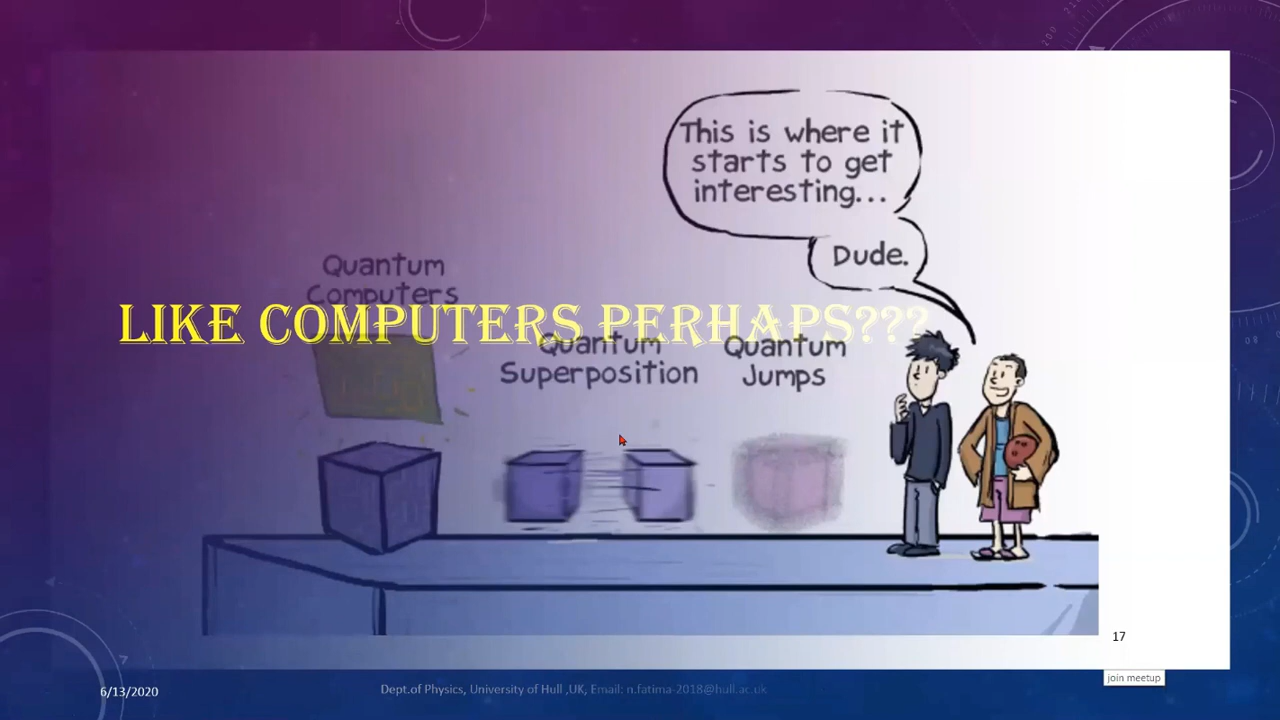 This is where it
starts to get
interesting...
Dude.
Quantum
Computers
LIKE COMPUTERS PERHAPS???
Quantum
Superposition
Quantum
Jumps
17
join meetup
6/13/2020
Dept.of Physics, University of Hull ,UK, Email: n.fatima-2018@hull.ac.uk